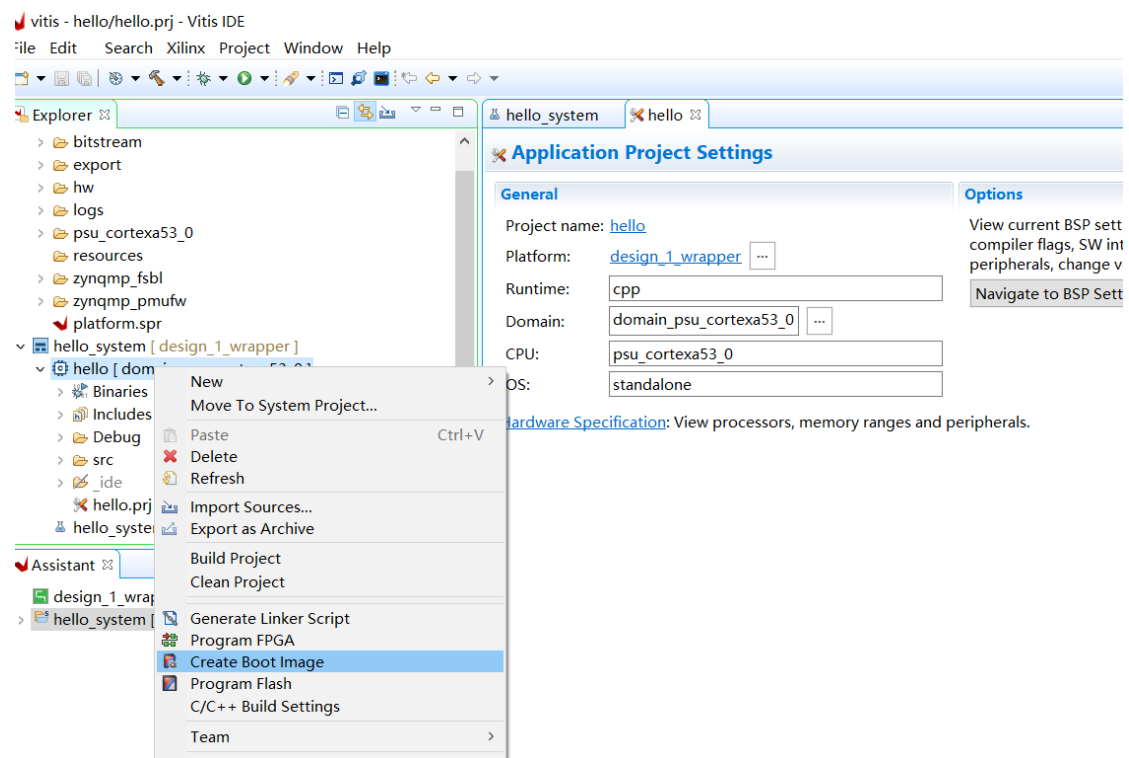 vitis - hello/hello.prj - Vitis IDE
File Edit Search Xilinx Project Window Help
Explorer
hello_system
hello
bitstream
export
hw
logs
psu_cortexa53_0
resources
zynqmp_fsbl
zynqmp_pmufw
platform.spr
hello_system [ design_1_wrapper ]
hello [ dom
Binaries
Includes
Debug
src
_ide
hello.prj
hello_syste
Assistant
design_1_wrap
hello_system [
New
Move To System Project...
Paste Ctrl+V
Delete
Refresh
Import Sources...
Export as Archive
Build Project
Clean Project
Generate Linker Script
Program FPGA
Create Boot Image
Program Flash
C/C++ Build Settings
Team
Application Project Settings
General
Project name: hello
Platform: design_1_wrapper ...
Runtime: cpp
Domain: domain_psu_cortexa53_0 ...
CPU: psu_cortexa53_0
OS: standalone
Hardware Specification: View processors, memory ranges and peripherals.
Options
View current BSP sett
compiler flags, SW int
peripherals, change v
Navigate to BSP Sett